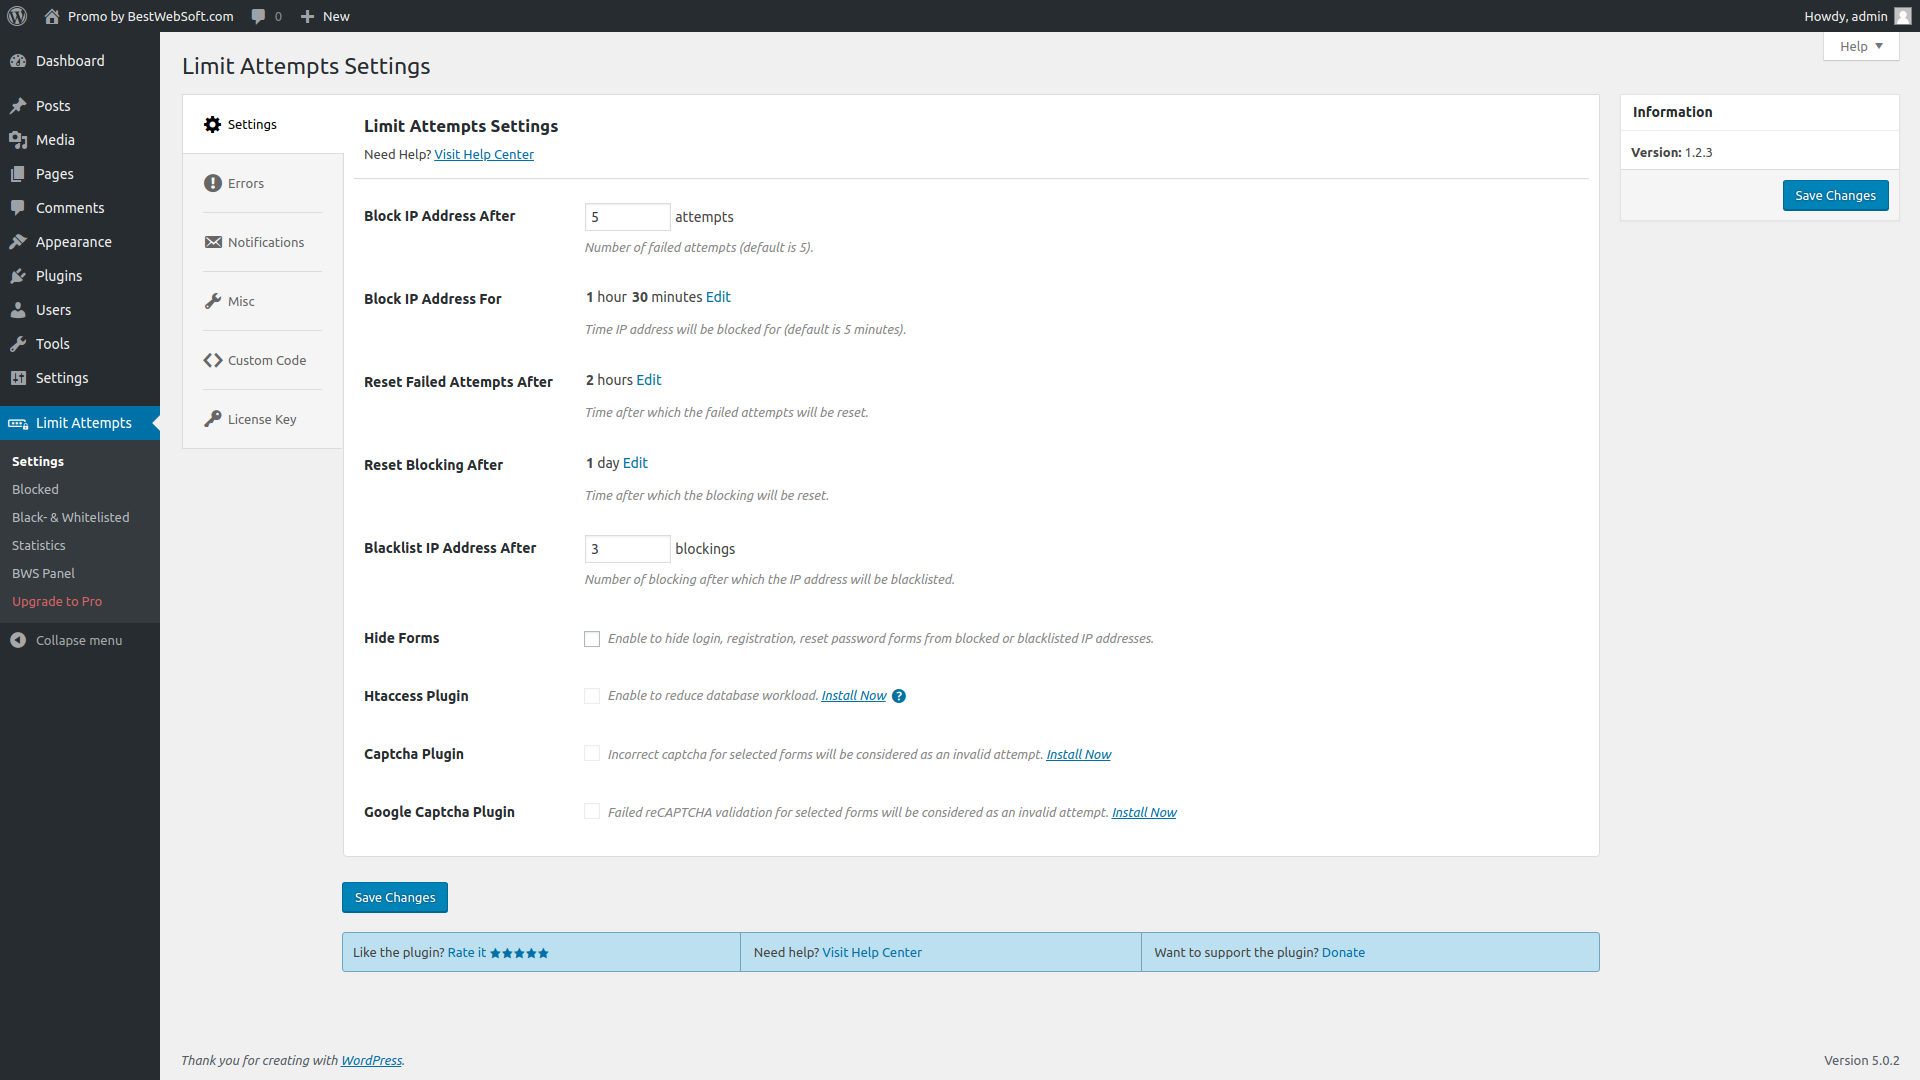 Promo by BestWebSoft.com 0 New Howdy, admin
Help
Dashboard
Posts
Media
Pages
Comments
Appearance
Plugins
Users
Tools
Settings
Limit Attempts
Settings
Blocked
Black- & Whitelisted
Statistics
BWS Panel
Upgrade to Pro
Collapse menu
Limit Attempts Settings
Settings
Errors
Notifications
Misc
Custom Code
License Key
Limit Attempts Settings
Need Help? Visit Help Center
Block IP Address After 5 attempts
Number of failed attempts (default is 5).
Block IP Address For 1 hour 30 minutes Edit
Time IP address will be blocked for (default is 5 minutes).
Reset Failed Attempts After 2 hours Edit
Time after which the failed attempts will be reset.
Reset Blocking After 1 day Edit
Time after which the blocking will be reset.
Blacklist IP Address After 3 blockings
Number of blocking after which the IP address will be blacklisted.
Hide Forms Enable to hide login, registration, reset password forms from blocked or blacklisted IP addresses.
Htaccess Plugin Enable to reduce database workload. Install Now ?
Captcha Plugin Incorrect captcha for selected forms will be considered as an invalid attempt. Install Now
Google Captcha Plugin Failed reCAPTCHA validation for selected forms will be considered as an invalid attempt. Install Now
Save Changes
Like the plugin? Rate it ★★★★★ Need help? Visit Help Center Want to support the plugin? Donate
Information
Version: 1.2.3
Save Changes
Thank you for creating with WordPress. Version 5.0.2